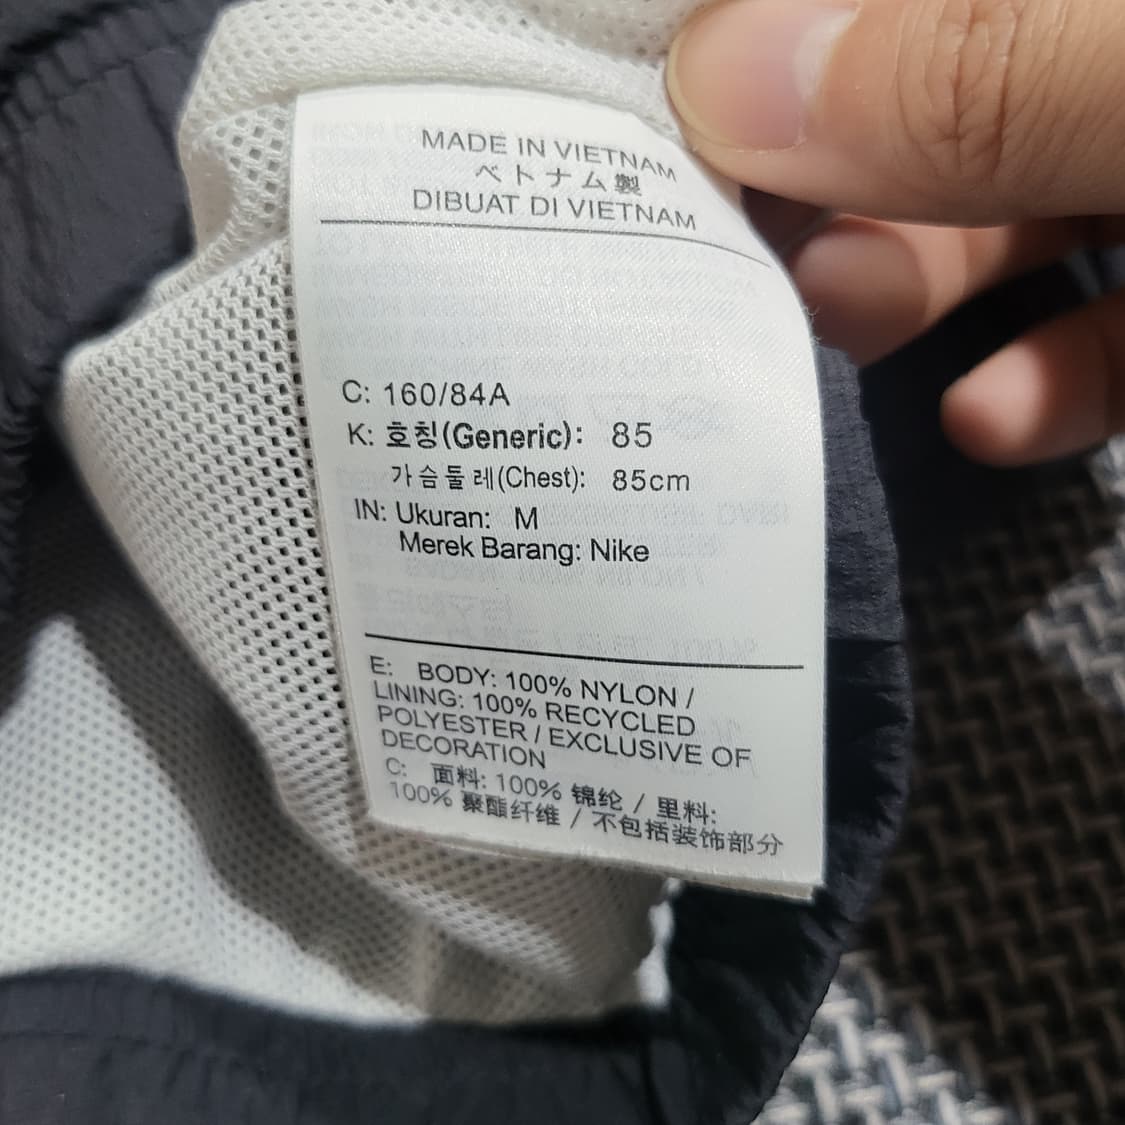 MADE IN VIETNAM
ベトナム製
DIBUAT DI VIETNAM
C: 160/84A
K: 호칭(Generic): 85
가슴둘레(Chest): 85cm
IN: Ukuran: M
Merek Barang: Nike
E: BODY: 100% NYLON /
LINING: 100% RECYCLED
POLYESTER / EXCLUSIVE OF
DECORATION
C: 面料: 100% 锦纶 / 里料:
100% 聚酯纤维 / 不包括装饰部分